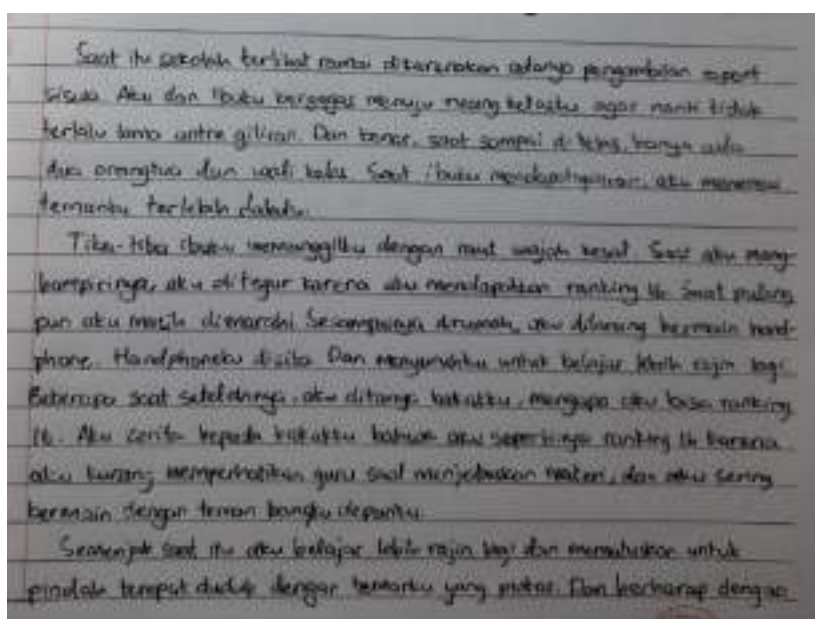 Saat itu sekolah terlihat ramai dikarenakan adanya pengambilan raport
siswa. Aku dan ibuku bergegas menuju ruang kelasku agar nanti tidak
terlalu lama antre giliran. Dan benar, saat sampai di kelas, hanya ada
dua orangtua dan wali kelas. Saat ibuku mendapat giliran, aku menemui
temanku terlebih dahulu.
Tiba-tiba ibuku memanggilku dengan raut wajah kesal. Saat aku meng-
hampirinya, aku ditegur karena aku mendapatkan ranking 16. Saat pulang
pun aku masih dimarahi. Sesampainya dirumah, aku dilarang bermain hand-
phone. Handphoneku disita. Dan menyuruhku untuk belajar lebih rajin lagi.
Beberapa saat setelahnya, aku ditanya kakakku, mengapa aku bisa ranking
16. Aku cerita kepada kakakku bahwa aku sepertinya ranking 16 karena
aku kurang memperhatikan guru saat menjelaskan materi, dan aku sering
bermain dengan teman bangku depanku.
Semenjak saat itu aku belajar lebih rajin lagi dan memutuskan untuk
pindah tempat duduk dengan temanku yang pintar. Dan berharap dengan